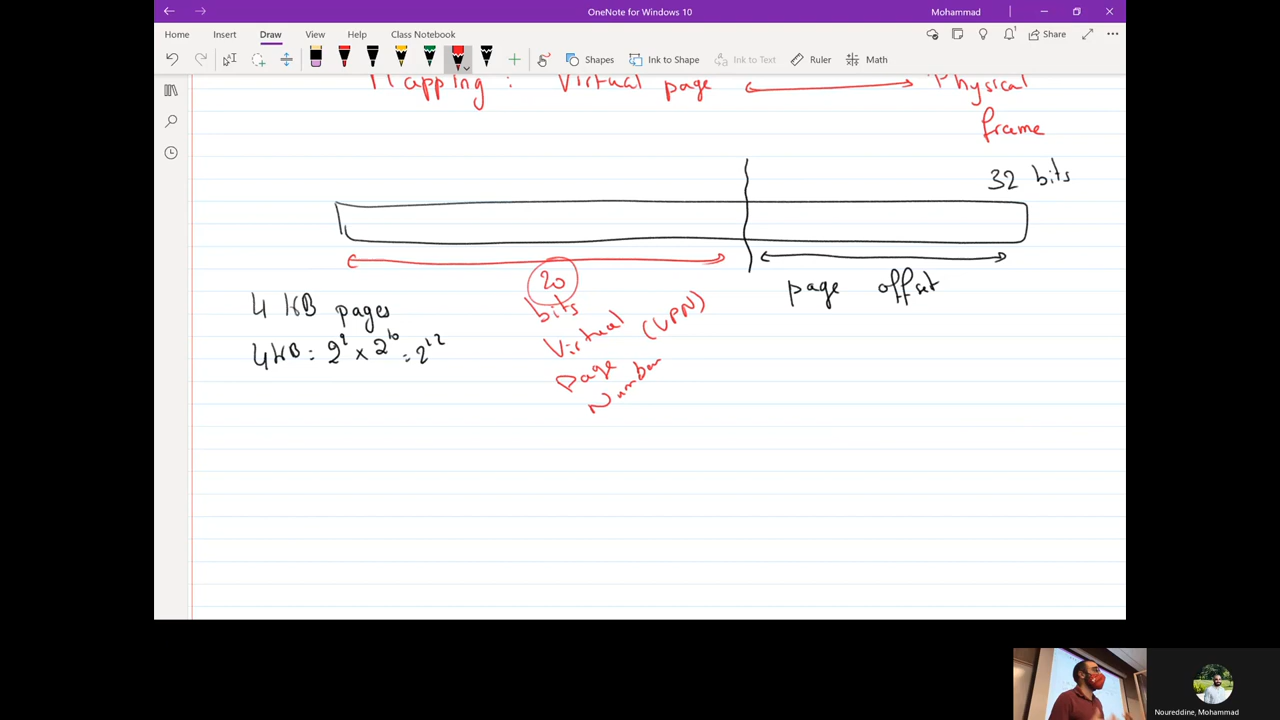 OneNote for Windows 10
Mohammad
Home Insert Draw View Help Class Notebook
Share
Shapes Ink to Shape Ink to Text Ruler Math
Mapping : Virtual page Physical
frame
32 bits
20
bits
Virtual (VPN)
Page
Number
page offset
4 KB pages
4KB = 2² × 2¹⁰ = 2¹²
Noureddine, Mohammad